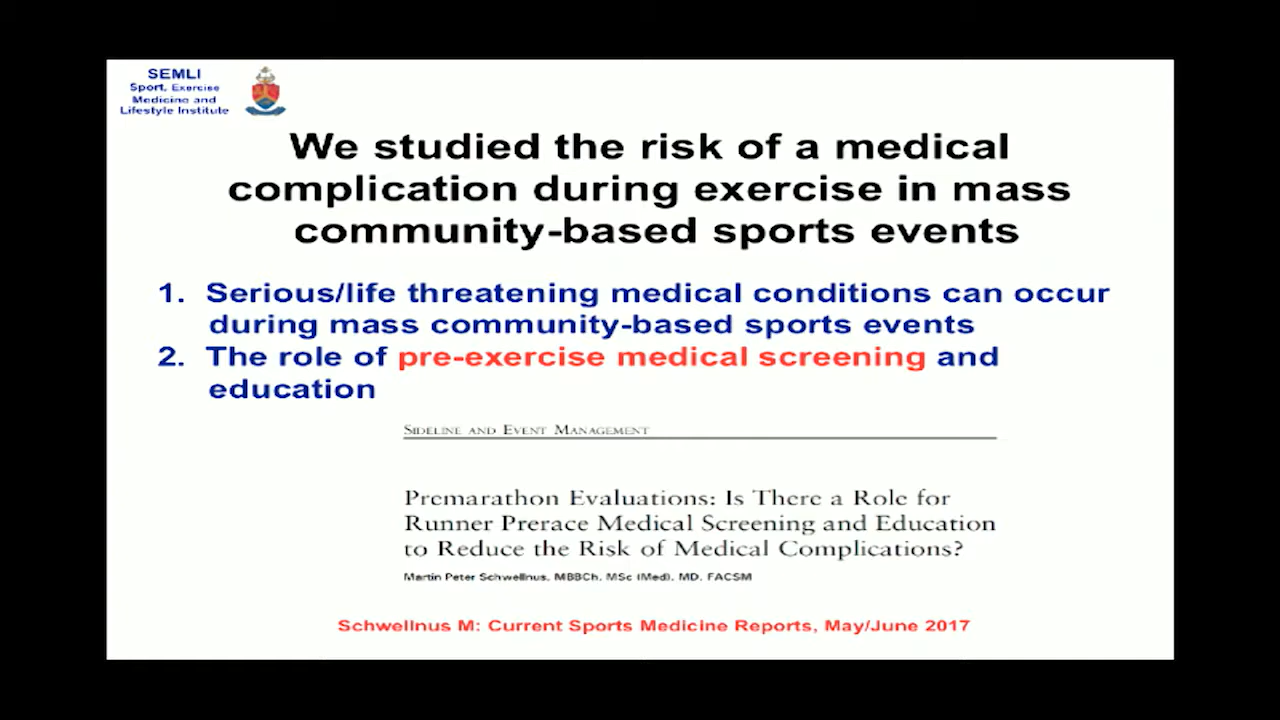 SEMLI
Sport, Exercise
Medicine and
Lifestyle Institute
We studied the risk of a medical
complication during exercise in mass
community-based sports events
1. Serious/life threatening medical conditions can occur
during mass community-based sports events
2. The role of pre-exercise medical screening and
education
SIDELINE AND EVENT MANAGEMENT
Premarathon Evaluations: Is There a Role for
Runner Prerace Medical Screening and Education
to Reduce the Risk of Medical Complications?
Martin Peter Schwellnus, MBBCh, MSc (Med), MD, FACSM
Schwellnus M: Current Sports Medicine Reports, May/June 2017